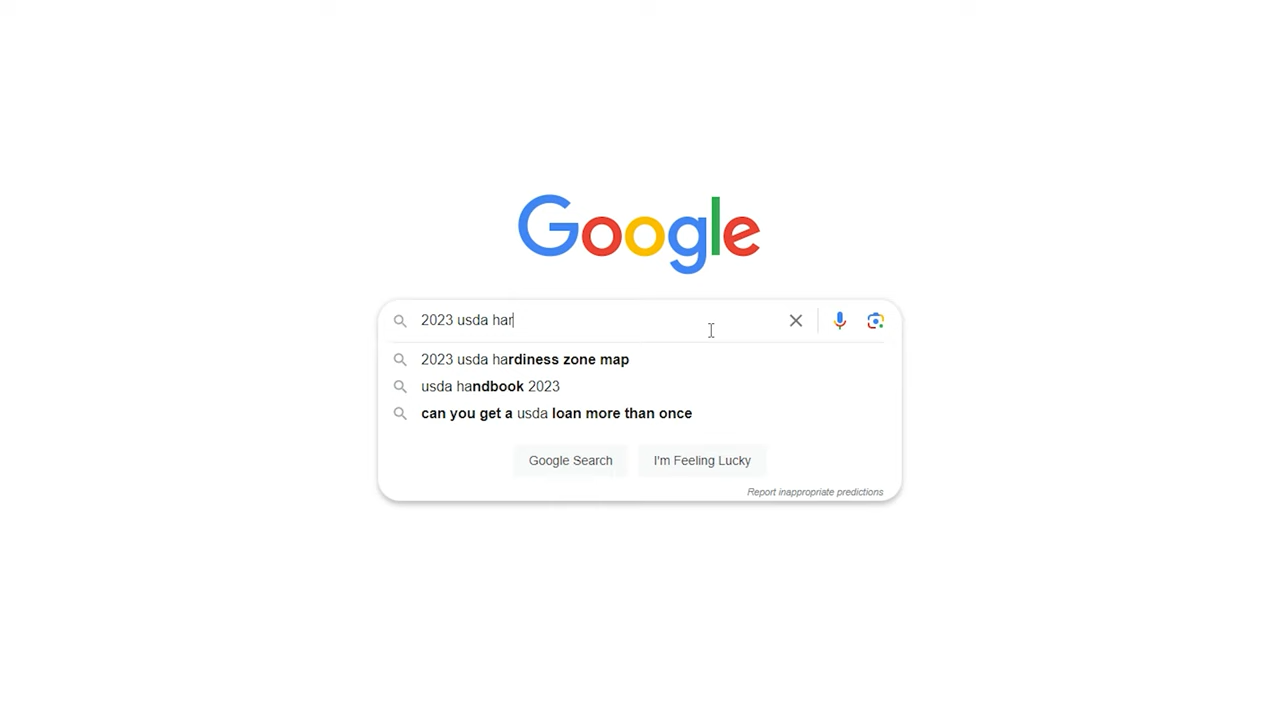 Google
2023 usda har
2023 usda hardiness zone map
usda handbook 2023
can you get a usda loan more than once
Google Search
I'm Feeling Lucky
Report inappropriate predictions